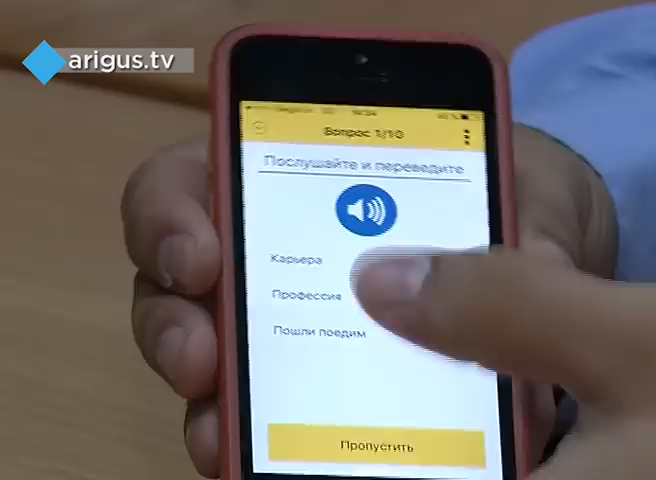 arigus.tv
Вопрос 1/10
Послушайте и переведите
Карьера
Профессия
Пошли поедим
Пропустить